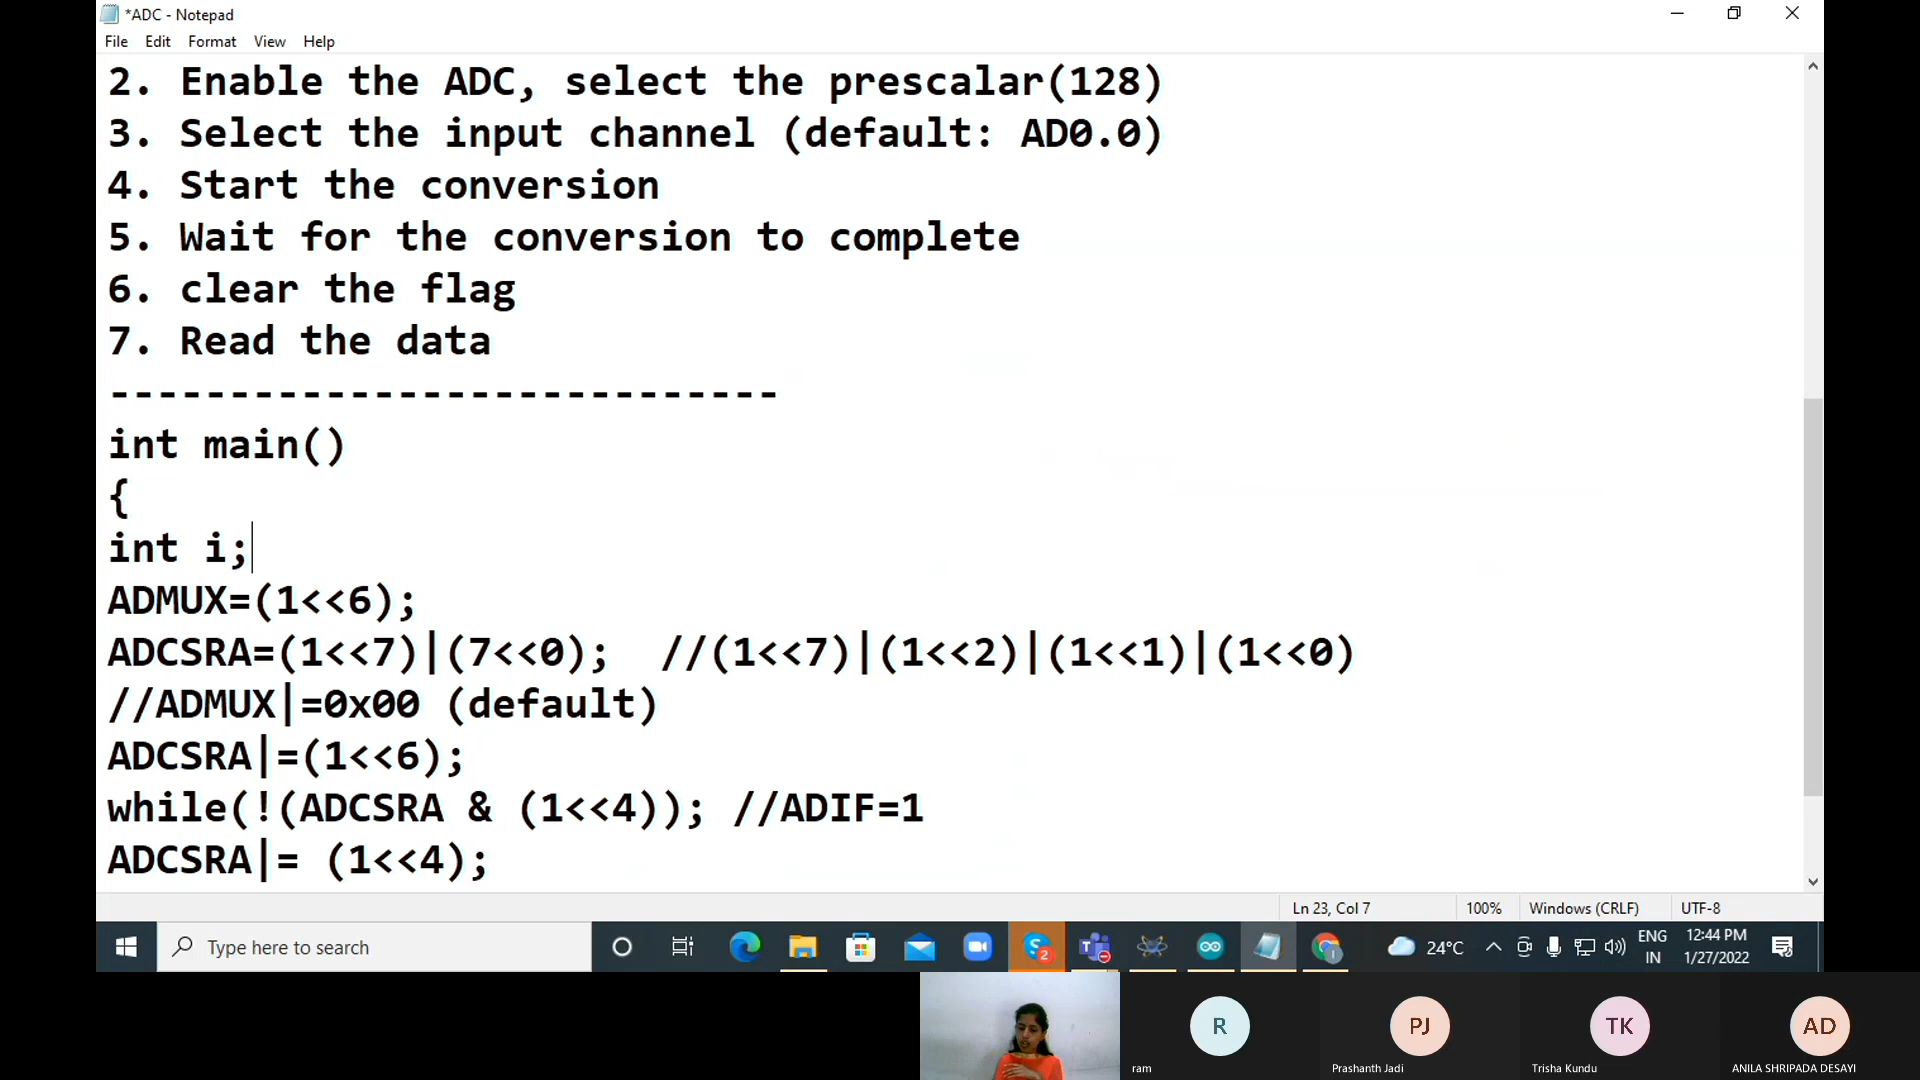 *ADC - Notepad
File Edit Format View Help
2. Enable the ADC, select the prescalar(128)
3. Select the input channel (default: AD0.0)
4. Start the conversion
5. Wait for the conversion to complete
6. clear the flag
7. Read the data
----------------------------
int main()
{
int i;
ADMUX=(1<<6);
ADCSRA=(1<<7)|(7<<0);  //(1<<7)|(1<<2)|(1<<1)|(1<<0)
//ADMUX|=0x00 (default)
ADCSRA|=(1<<6);
while(!(ADCSRA & (1<<4)); //ADIF=1
ADCSRA|= (1<<4);
Ln 23, Col 7 100% Windows (CRLF) UTF-8
Type here to search
S 2
24°C
ENG
IN
12:44 PM
1/27/2022
R PJ TK AD
ram Prashanth Jadi Trisha Kundu ANILA SHRIPADA DESAYI